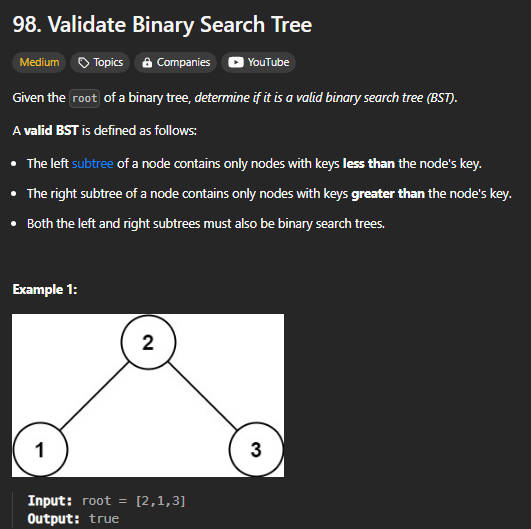 98. Validate Binary Search Tree
Medium Topics Companies YouTube
Given the root of a binary tree, determine if it is a valid binary search tree (BST).
A valid BST is defined as follows:
• The left subtree of a node contains only nodes with keys less than the node's key.
• The right subtree of a node contains only nodes with keys greater than the node's key.
• Both the left and right subtrees must also be binary search trees.
Example 1:
2
1 3
Input: root = [2,1,3]
Output: true